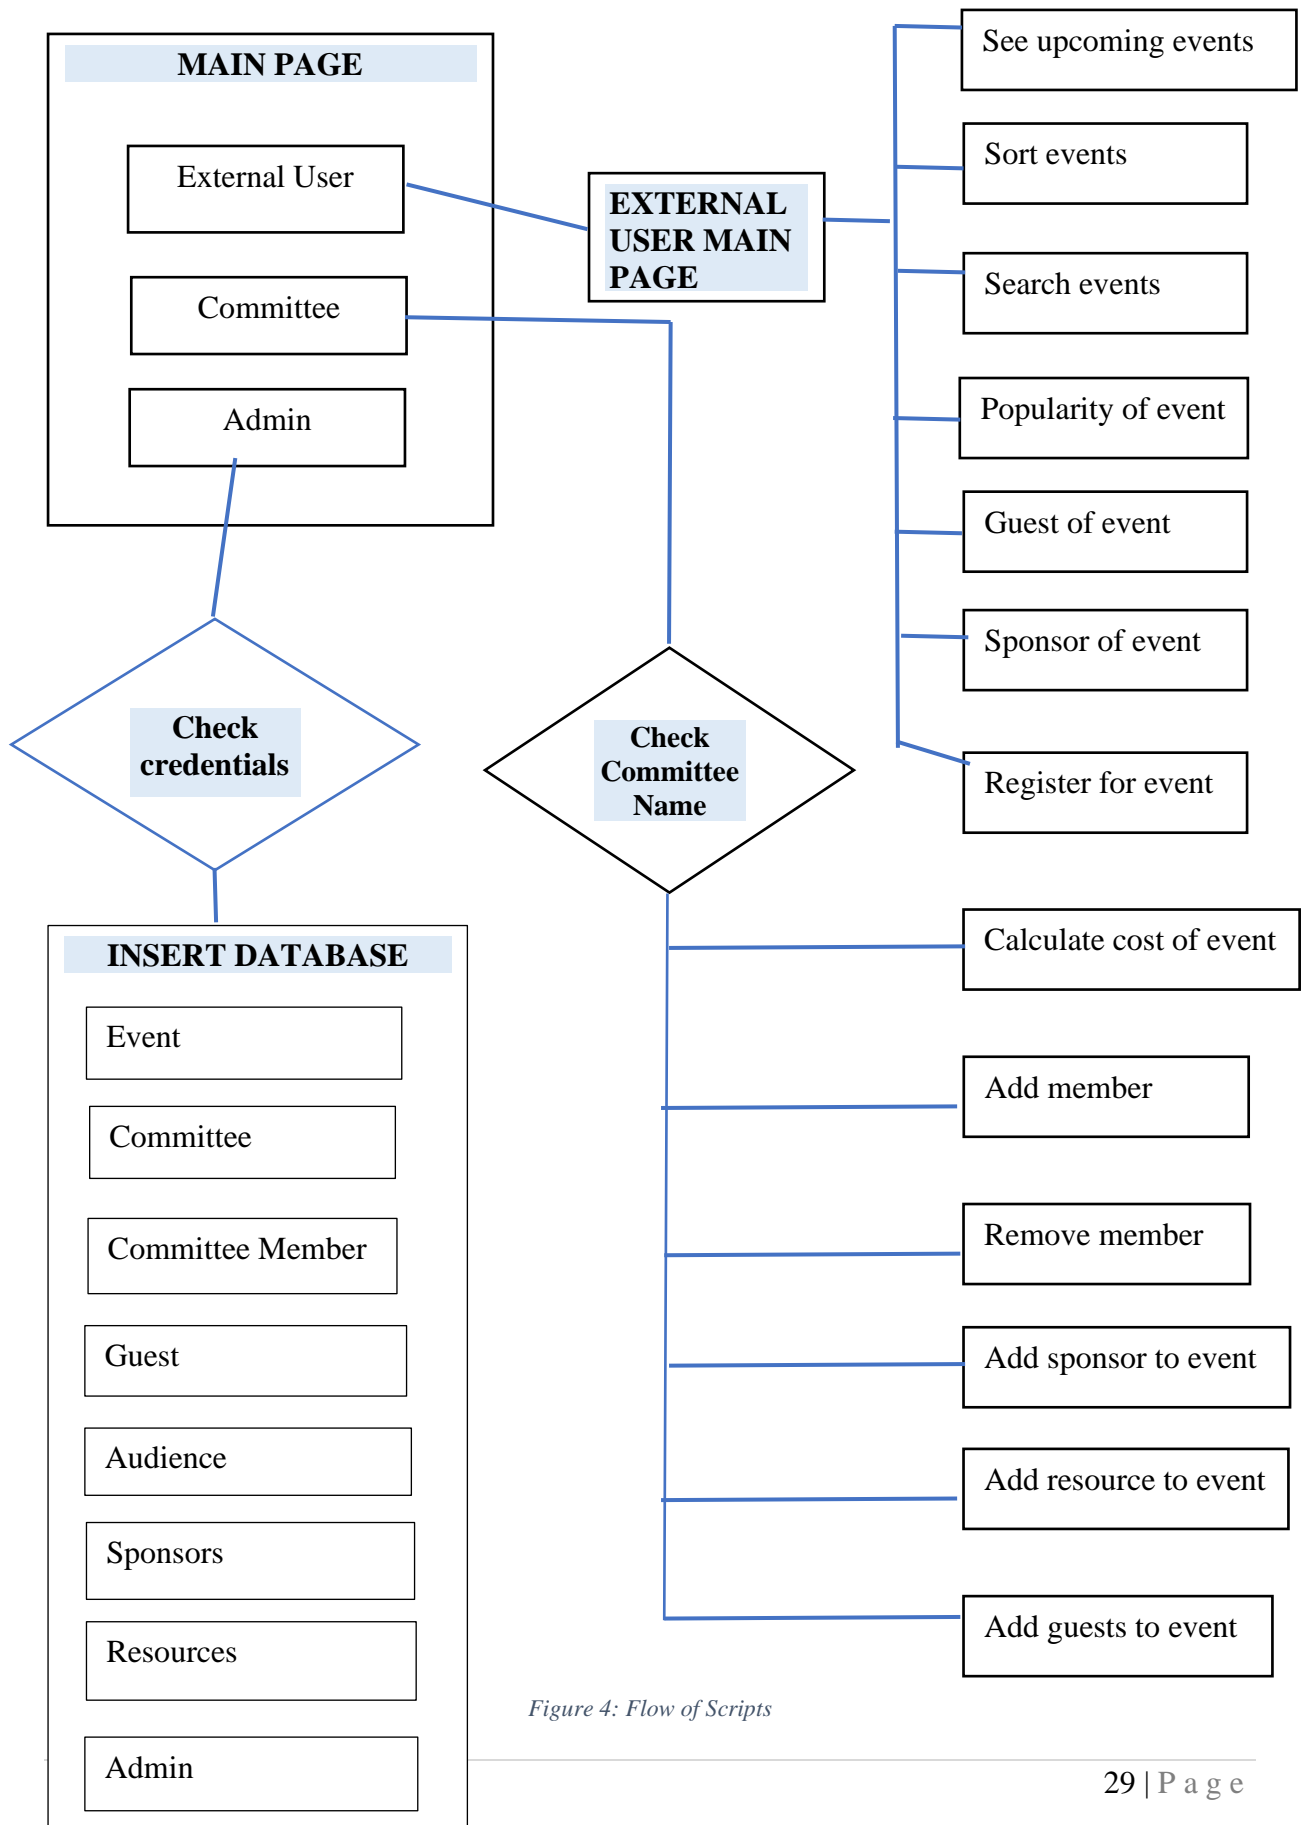 MAIN PAGE
External User
Committee
Admin
EXTERNAL
USER MAIN
PAGE
See upcoming events
Sort events
Search events
Popularity of event
Guest of event
Sponsor of event
Register for event
Check
credentials
Check
Committee
Name
Calculate cost of event
Add member
Remove member
Add sponsor to event
Add resource to event
Add guests to event
INSERT DATABASE
Event
Committee
Committee Member
Guest
Audience
Sponsors
Resources
Admin
Figure 4: Flow of Scripts
29 | P a g e